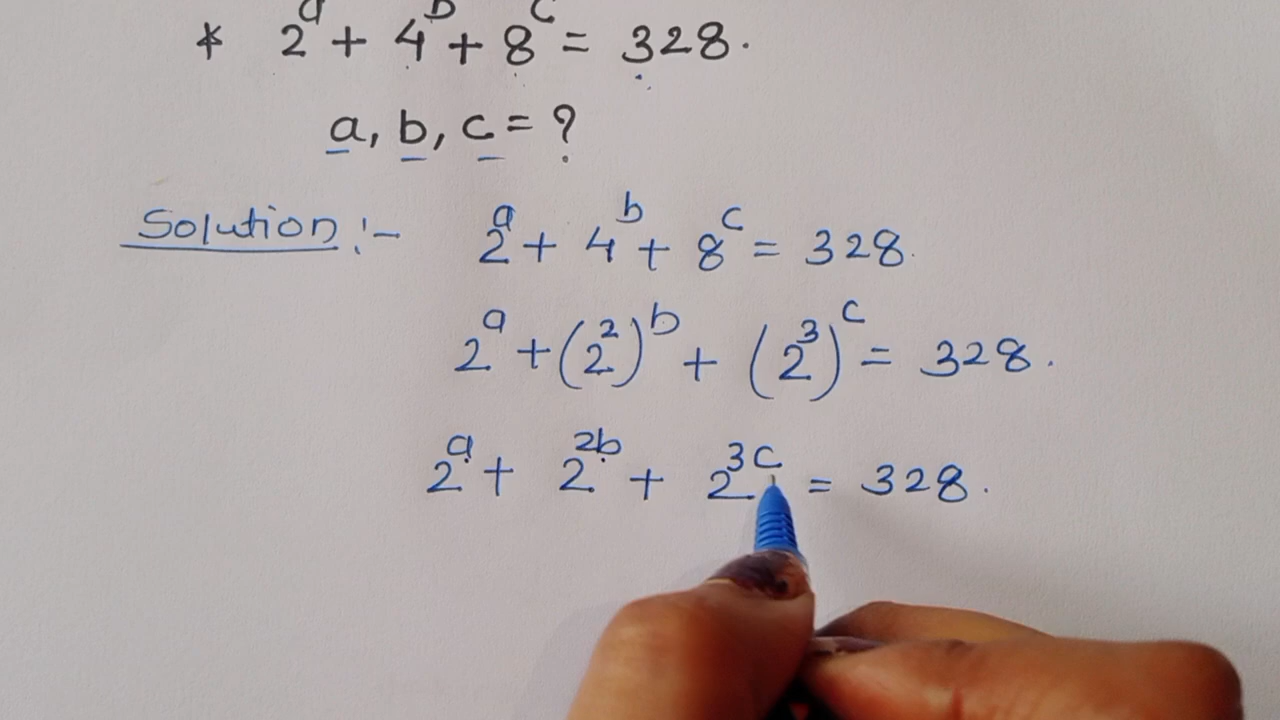 * 2^a + 4^b + 8^c = 328.
a, b, c = ?
Solution :- 2^a + 4^b + 8^c = 328.
2^a + (2^2)^b + (2^3)^c = 328.
2^a + 2^2b + 2^3c = 328.